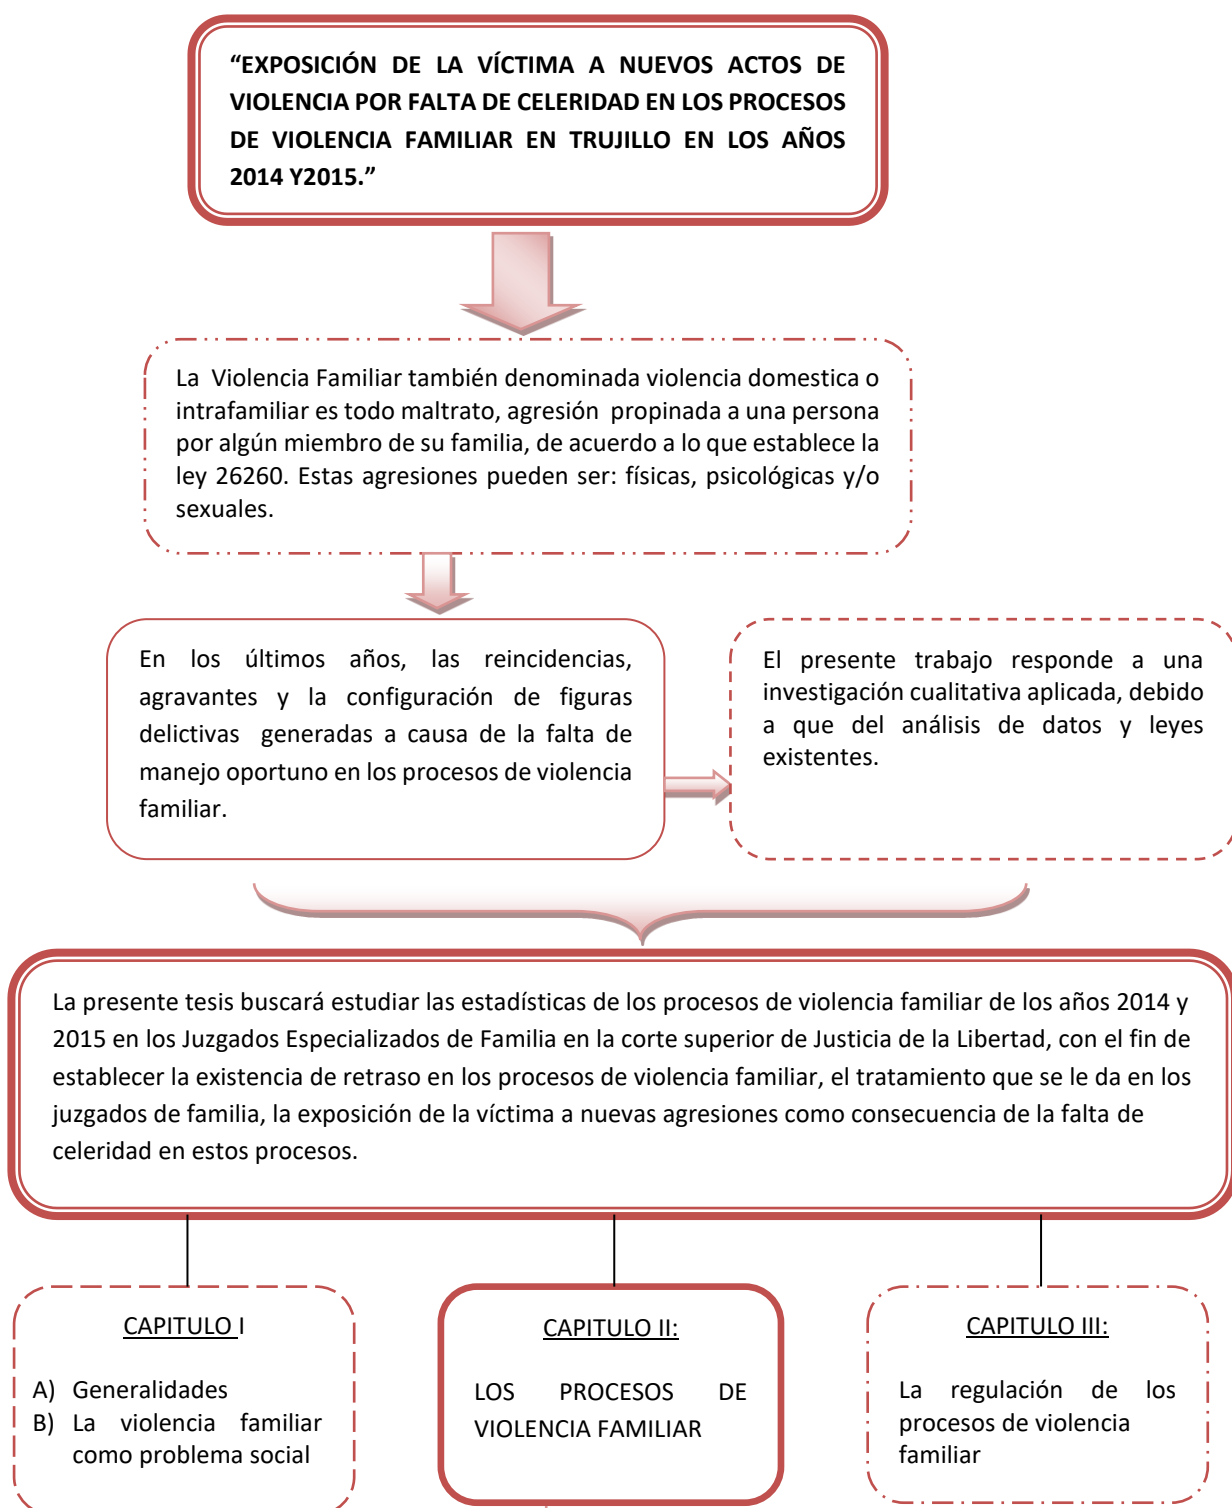 “EXPOSICIÓN DE LA VÍCTIMA A NUEVOS ACTOS DE
VIOLENCIA POR FALTA DE CELERIDAD EN LOS PROCESOS
DE VIOLENCIA FAMILIAR EN TRUJILLO EN LOS AÑOS
2014 Y2015.”
La Violencia Familiar también denominada violencia domestica o
intrafamiliar es todo maltrato, agresión propinada a una persona
por algún miembro de su familia, de acuerdo a lo que establece la
ley 26260. Estas agresiones pueden ser: físicas, psicológicas y/o
sexuales.
En los últimos años, las reincidencias,
agravantes y la configuración de figuras
delictivas generadas a causa de la falta de
manejo oportuno en los procesos de violencia
familiar.
El presente trabajo responde a una
investigación cualitativa aplicada, debido
a que del análisis de datos y leyes
existentes.
La presente tesis buscará estudiar las estadísticas de los procesos de violencia familiar de los años 2014 y
2015 en los Juzgados Especializados de Familia en la corte superior de Justicia de la Libertad, con el fin de
establecer la existencia de retraso en los procesos de violencia familiar, el tratamiento que se le da en los
juzgados de familia, la exposición de la víctima a nuevas agresiones como consecuencia de la falta de
celeridad en estos procesos.
CAPITULO I
A) Generalidades
B) La violencia familiar
como problema social
CAPITULO II:
LOS PROCESOS DE
VIOLENCIA FAMILIAR
CAPITULO III:
La regulación de los
procesos de violencia
familiar